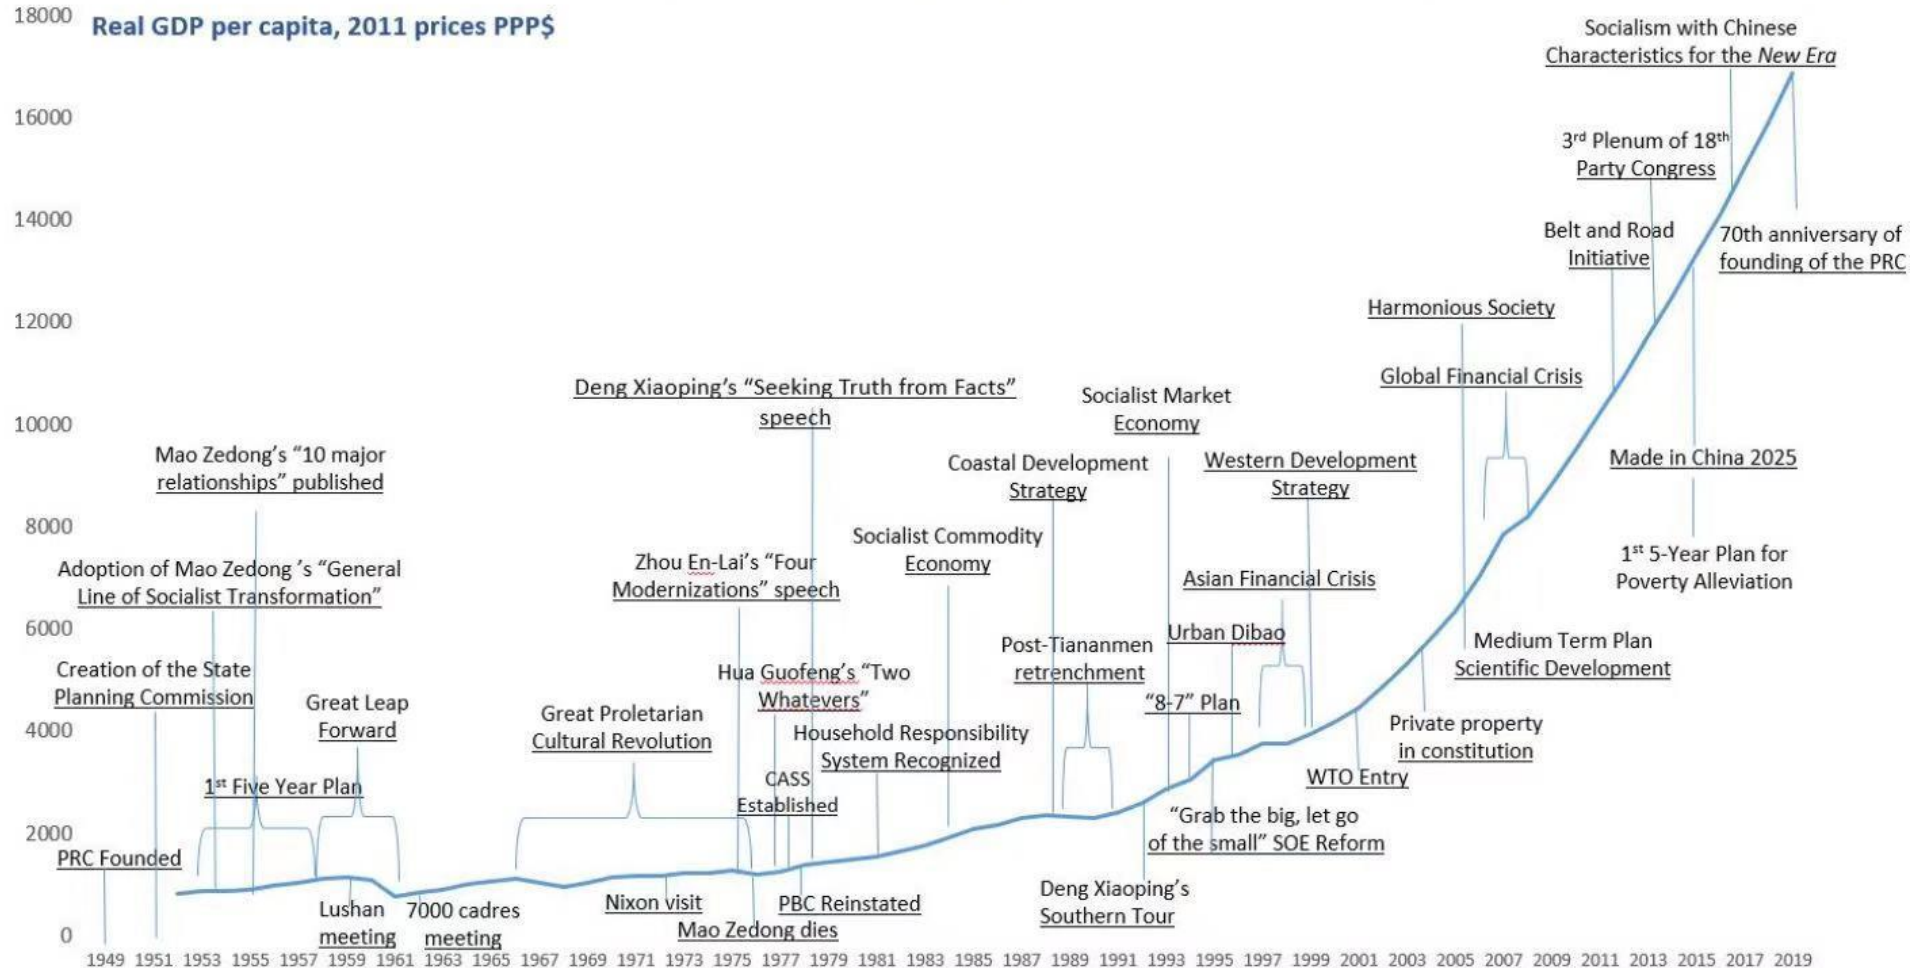 Real GDP per capita, 2011 prices PPP$
18000
16000
14000
12000
10000
8000
6000
4000
2000
0
PRC Founded
Creation of the State
Planning Commission
Adoption of Mao Zedong 's “General
Line of Socialist Transformation”
Mao Zedong’s “10 major
relationships” published
1st Five Year Plan
Great Leap
Forward
Lushan
meeting
7000 cadres
meeting
Great Proletarian
Cultural Revolution
Nixon visit
Mao Zedong dies
Deng Xiaoping’s “Seeking Truth from Facts”
speech
Zhou En-Lai’s “Four
Modernizations” speech
Hua Guofeng’s “Two
Whatevers”
CASS
Established
PBC Reinstated
Household Responsibility
System Recognized
Socialist Commodity
Economy
Coastal Development
Strategy
Post-Tiananmen
retrenchment
Deng Xiaoping’s
Southern Tour
Socialist Market
Economy
“8-7” Plan
“Grab the big, let go
of the small” SOE Reform
Urban Dibao
Asian Financial Crisis
Western Development
Strategy
WTO Entry
Private property
in constitution
Harmonious Society
Medium Term Plan
Scientific Development
Global Financial Crisis
Belt and Road
Initiative
3rd Plenum of 18th
Party Congress
Made in China 2025
1st 5-Year Plan for
Poverty Alleviation
Socialism with Chinese
Characteristics for the New Era
70th anniversary of
founding of the PRC
1949 1951 1953 1955 1957 1959 1961 1963 1965 1967 1969 1971 1973 1975 1977 1979 1981 1983 1985 1987 1989 1991 1993 1995 1997 1999 2001 2003 2005 2007 2009 2011 2013 2015 2017 2019